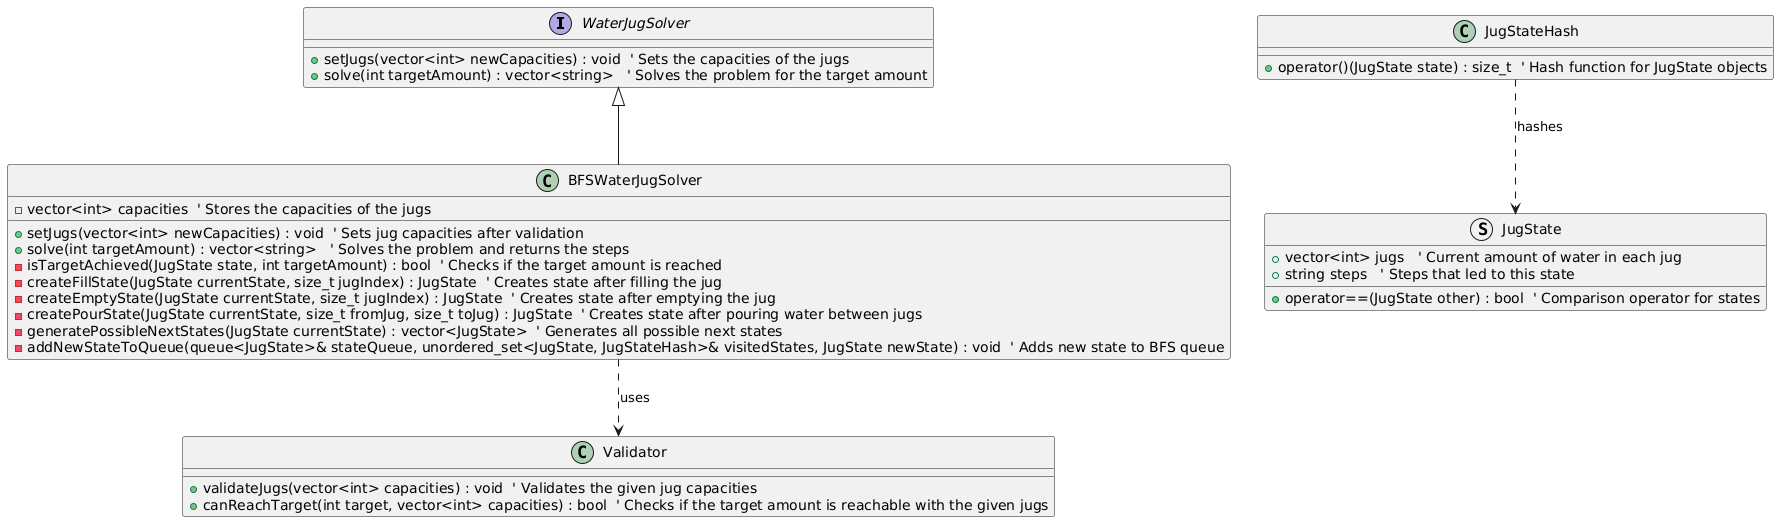 I WaterJugSolver
setJugs(vector<int> newCapacities) : void ' Sets the capacities of the jugs
solve(int targetAmount) : vector<string> ' Solves the problem for the target amount
C BFSWaterJugSolver
vector<int> capacities ' Stores the capacities of the jugs
setJugs(vector<int> newCapacities) : void ' Sets jug capacities after validation
solve(int targetAmount) : vector<string> ' Solves the problem and returns the steps
isTargetAchieved(JugState state, int targetAmount) : bool ' Checks if the target amount is reached
createFillState(JugState currentState, size_t jugIndex) : JugState ' Creates state after filling the jug
createEmptyState(JugState currentState, size_t jugIndex) : JugState ' Creates state after emptying the jug
createPourState(JugState currentState, size_t fromJug, size_t toJug) : JugState ' Creates state after pouring water between jugs
generatePossibleNextStates(JugState currentState) : vector<JugState> ' Generates all possible next states
addNewStateToQueue(queue<JugState>& stateQueue, unordered_set<JugState, JugStateHash>& visitedStates, JugState newState) : void ' Adds new state to BFS queue
uses
C Validator
validateJugs(vector<int> capacities) : void ' Validates the given jug capacities
canReachTarget(int target, vector<int> capacities) : bool ' Checks if the target amount is reachable with the given jugs
C JugStateHash
operator()(JugState state) : size_t ' Hash function for JugState objects
hashes
S JugState
vector<int> jugs ' Current amount of water in each jug
string steps ' Steps that led to this state
operator==(JugState other) : bool ' Comparison operator for states